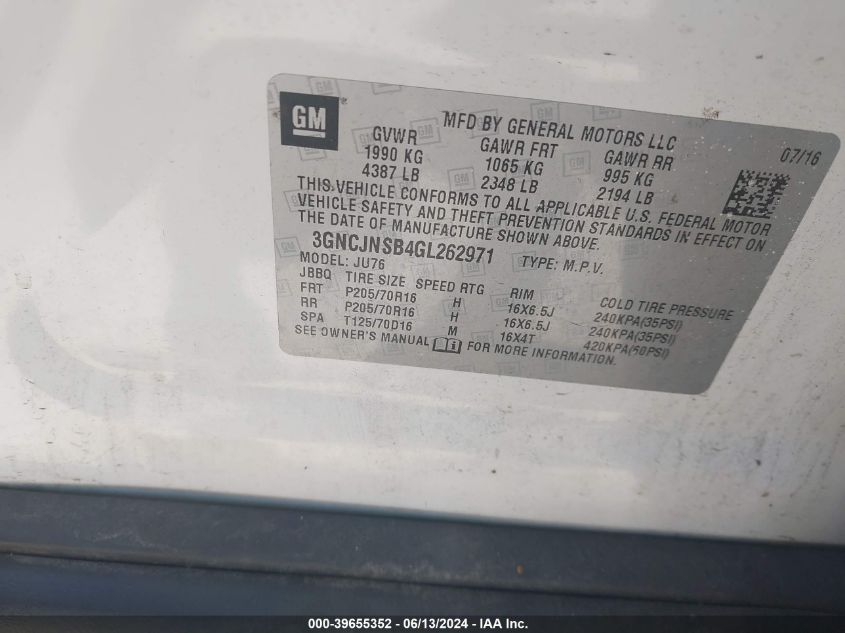 GM
MFD BY GENERAL MOTORS LLC
07/16
GVWR GAWR FRT GAWR RR
1990 KG 1065 KG 995 KG
4387 LB 2348 LB 2194 LB
THIS VEHICLE CONFORMS TO ALL APPLICABLE U.S. FEDERAL MOTOR
VEHICLE SAFETY AND THEFT PREVENTION STANDARDS IN EFFECT ON
THE DATE OF MANUFACTURE SHOWN ABOVE.
3GNCJNSB4GL262971 TYPE: M.P.V.
MODEL: JU76
JBBQ TIRE SIZE SPEED RTG RIM COLD TIRE PRESSURE
FRT P205/70R16 H 16X6.5J 240KPA(35PSI)
RR P205/70R16 H 16X6.5J 240KPA(35PSI)
SPA T125/70D16 M 16X4T 420KPA(60PSI)
SEE OWNER'S MANUAL FOR MORE INFORMATION.
000-39655352 / 06/13/2024 - IMAGE COPYRIGHT © 2024 IAA, INC.